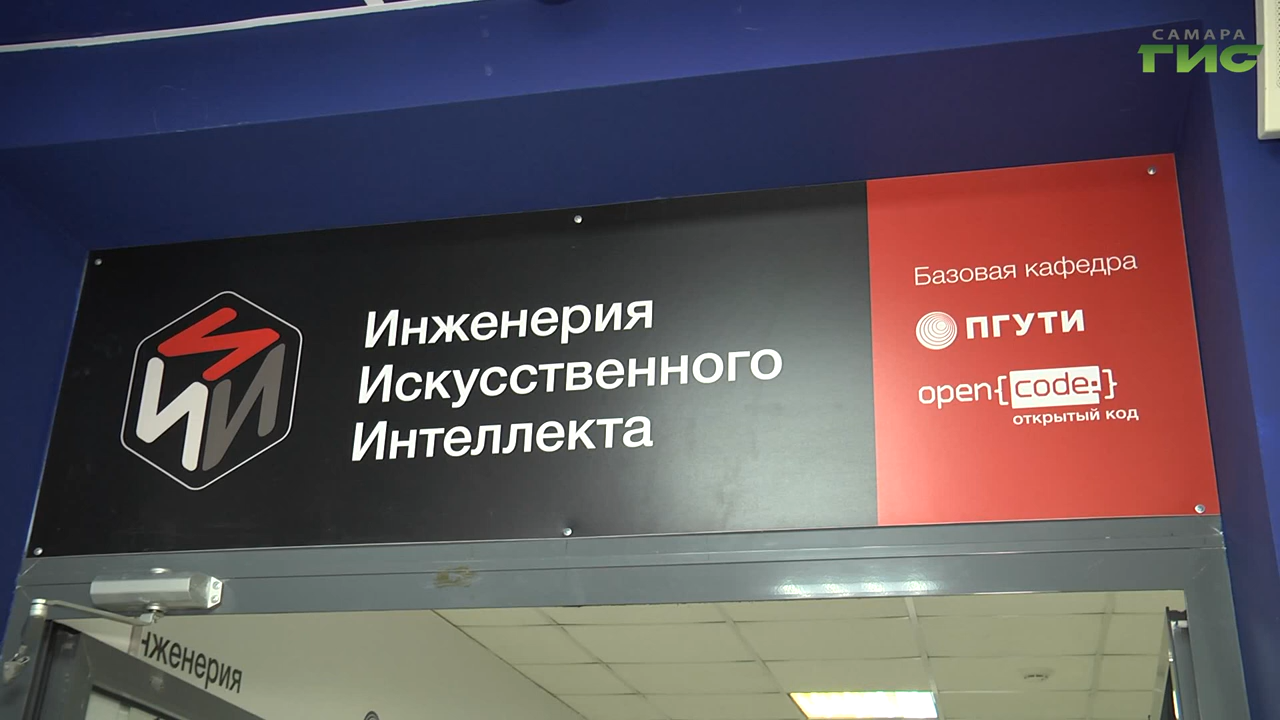 САМАРА
ГИС
Инженерия
Искусственного
Интеллекта
Базовая кафедра
ПГУТИ
open{code:}
открытый код
нженерия